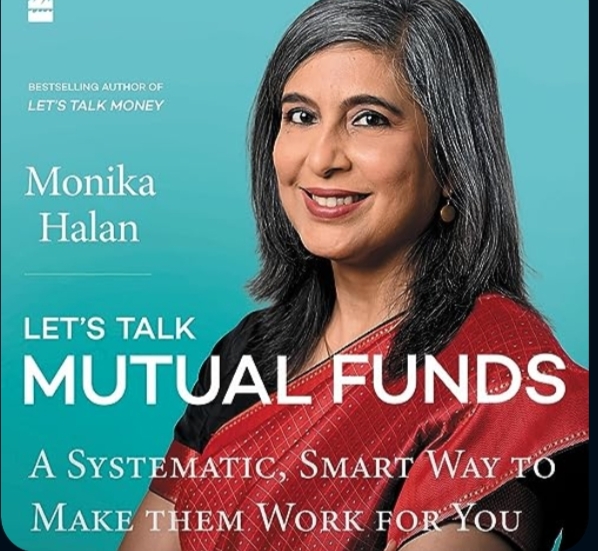 BESTSELLING AUTHOR OF
LET'S TALK MONEY
Monika
Halan
LET'S TALK
MUTUAL FUNDS
A SYSTEMATIC, SMART WAY TO
MAKE THEM WORK FOR YOU